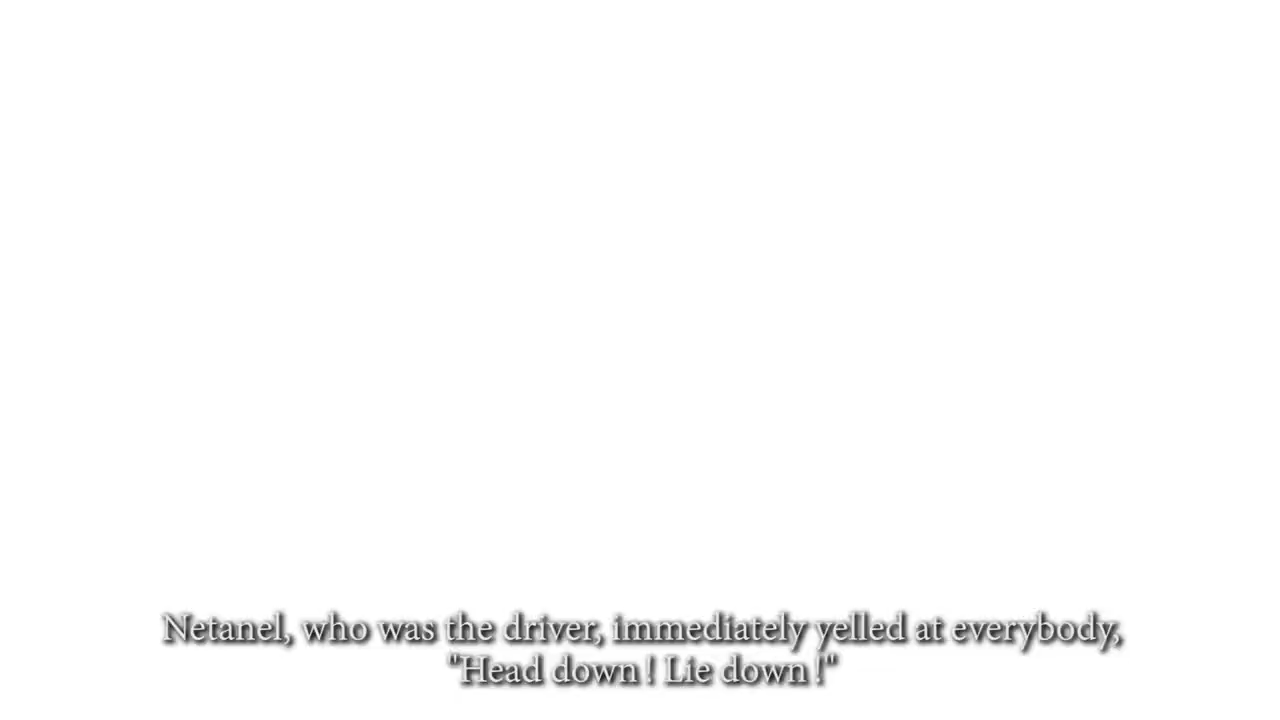 Netanel, who was the driver, immediately yelled at everybody,
"Head down! Lie down!"